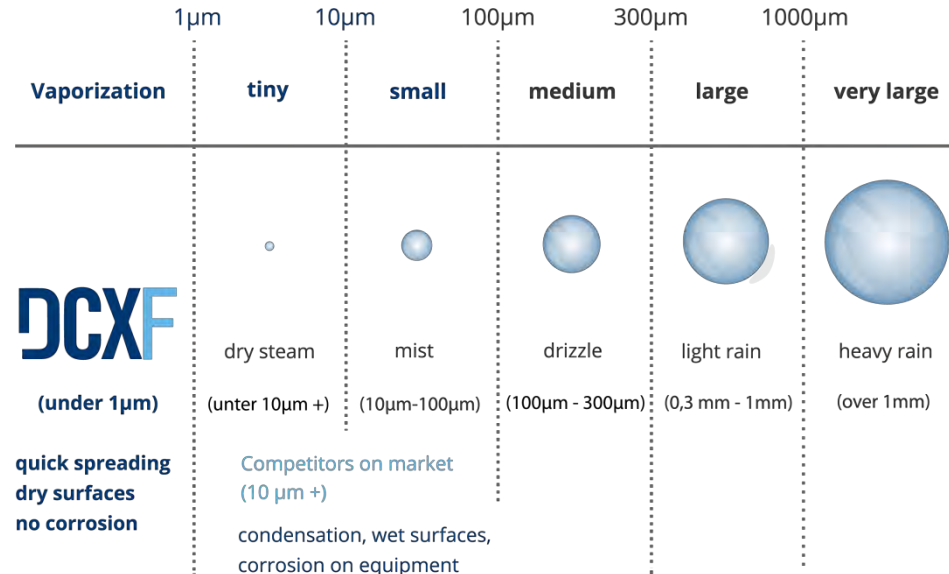 1µm 10µm 100µm 300µm 1000µm
Vaporization tiny small medium large very large
DCXF
dry steam mist drizzle light rain heavy rain
(under 1µm) (unter 10µm +) (10µm-100µm) (100µm - 300µm) (0,3 mm - 1mm) (over 1mm)
quick spreading
dry surfaces
no corrosion
Competitors on market
(10 µm +)
condensation, wet surfaces,
corrosion on equipment